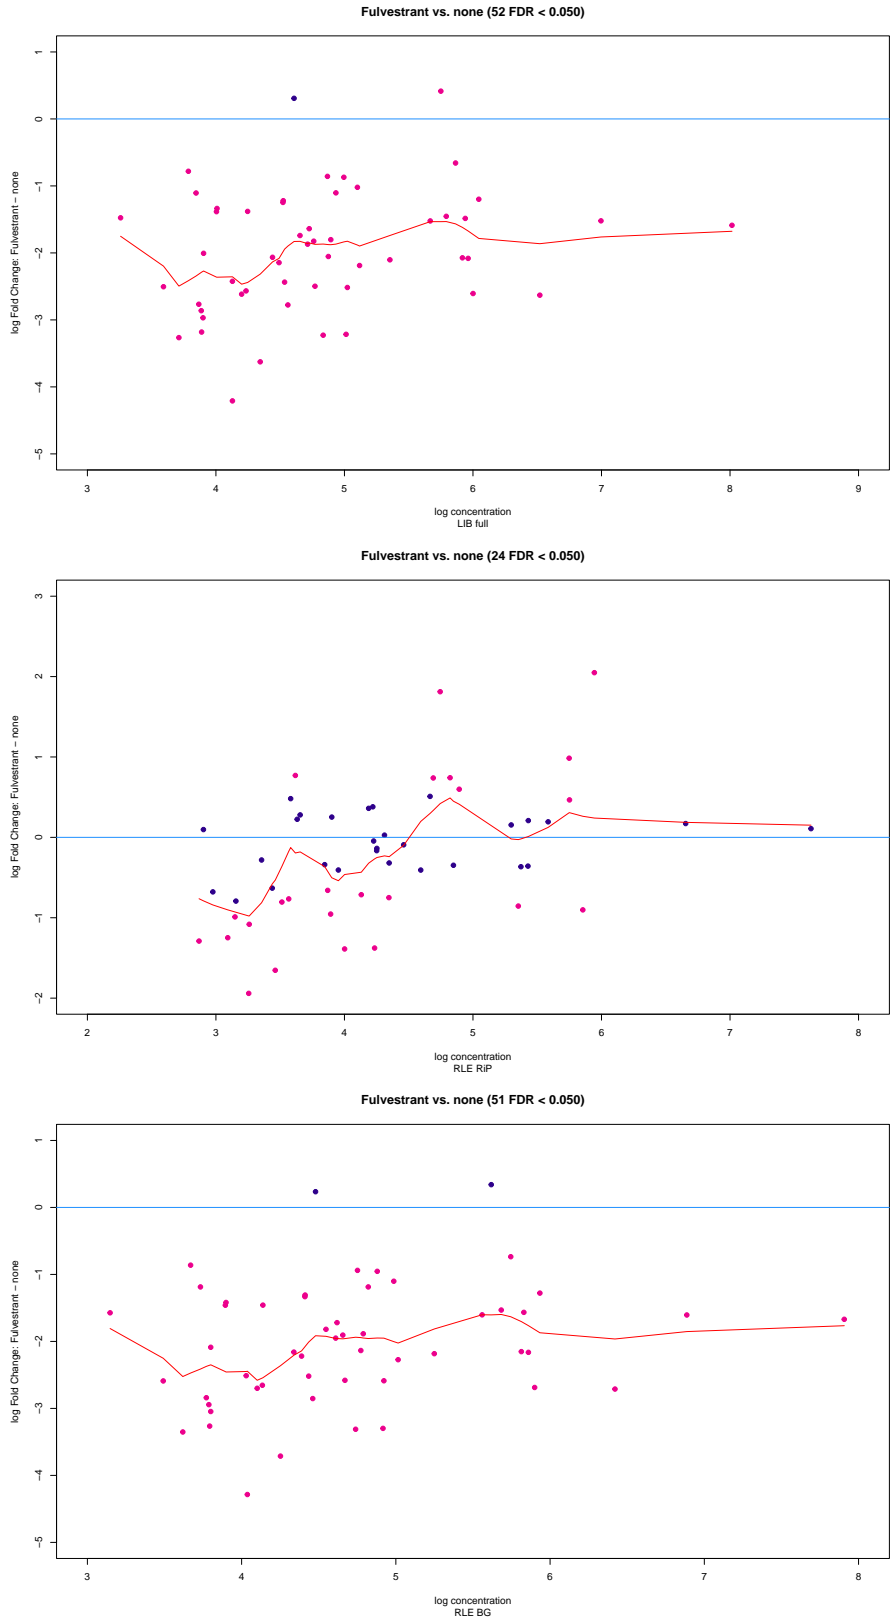 Fulvestrant vs. none (52 FDR < 0.050)
log Fold Change: Fulvestrant − none
1
0
−1
−2
−3
−4
−5
3 4 5 6 7 8 9
log concentration
LIB full
Fulvestrant vs. none (24 FDR < 0.050)
log Fold Change: Fulvestrant − none
3
2
1
0
−1
−2
2 3 4 5 6 7 8
log concentration
RLE RiP
Fulvestrant vs. none (51 FDR < 0.050)
log Fold Change: Fulvestrant − none
1
0
−1
−2
−3
−4
−5
3 4 5 6 7 8
log concentration
RLE BG